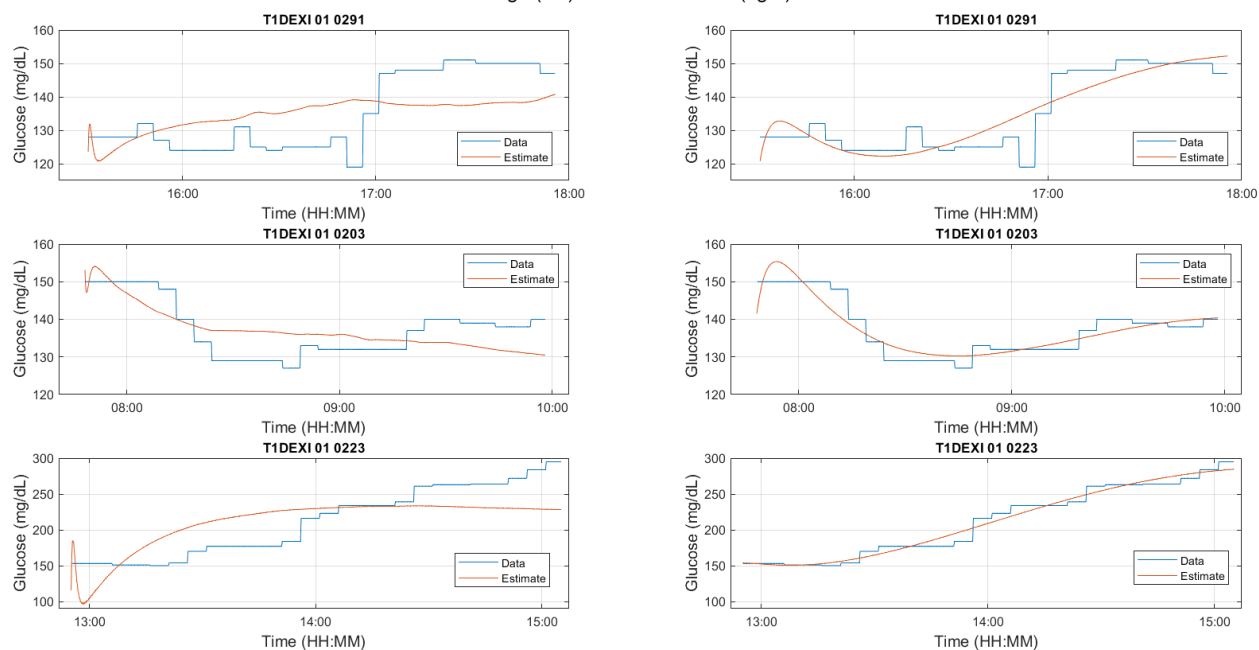 T1DEXI 01 0291
Glucose (mg/dL)
160
150
140
130
120
16:00
17:00
18:00
Time (HH:MM)
Data
Estimate
T1DEXI 01 0291
Glucose (mg/dL)
160
150
140
130
120
16:00
17:00
18:00
Time (HH:MM)
Data
Estimate
T1DEXI 01 0203
Glucose (mg/dL)
160
150
140
130
120
08:00
09:00
10:00
Time (HH:MM)
Data
Estimate
T1DEXI 01 0203
Glucose (mg/dL)
160
150
140
130
120
08:00
09:00
10:00
Time (HH:MM)
Data
Estimate
T1DEXI 01 0223
Glucose (mg/dL)
300
250
200
150
100
13:00
14:00
15:00
Time (HH:MM)
Data
Estimate
T1DEXI 01 0223
Glucose (mg/dL)
300
250
200
150
100
13:00
14:00
15:00
Time (HH:MM)
Data
Estimate